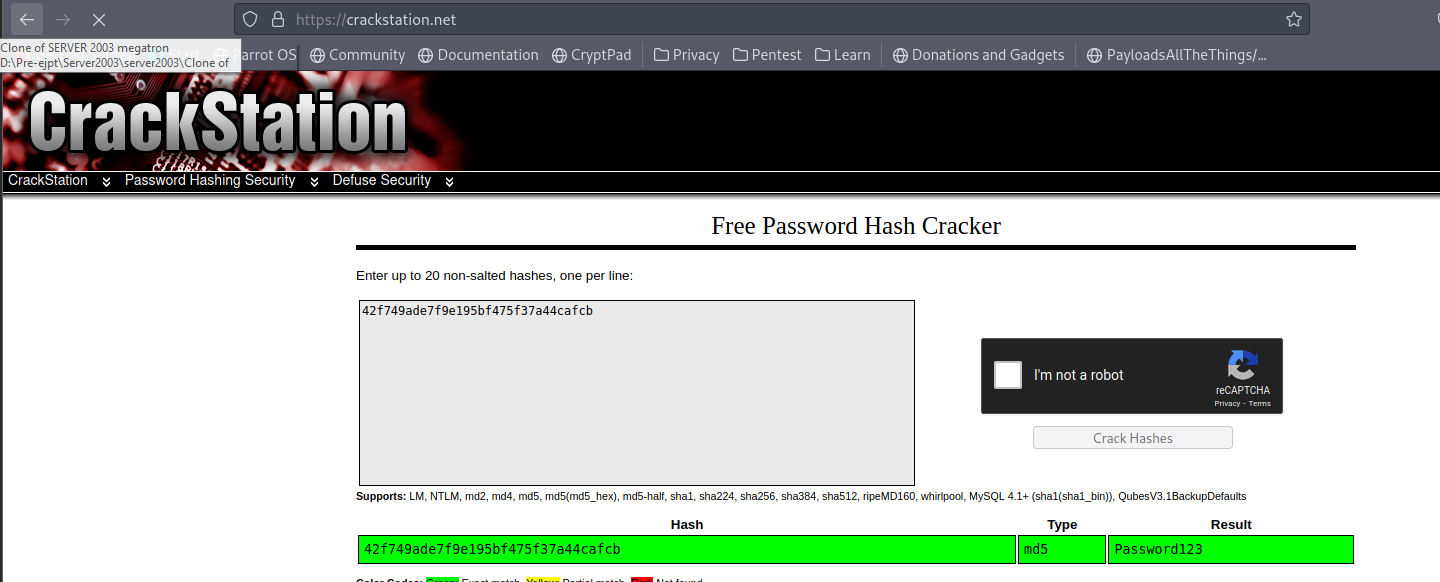 https://crackstation.net
Clone of SERVER 2003 megatron
D:\Pre-ejpt\Server2003\server2003\Clone of
arrot OS Community Documentation CryptPad Privacy Pentest Learn Donations and Gadgets PayloadsAllTheThings/...
CrackStation
CrackStation Password Hashing Security Defuse Security
Free Password Hash Cracker
Enter up to 20 non-salted hashes, one per line:
42f749ade7f9e195bf475f37a44cafcb
I'm not a robot
reCAPTCHA
Privacy - Terms
Crack Hashes
Supports: LM, NTLM, md2, md4, md5, md5(md5_hex), md5-half, sha1, sha224, sha256, sha384, sha512, ripeMD160, whirlpool, MySQL 4.1+ (sha1(sha1_bin)), QubesV3.1BackupDefaults
Hash Type Result
42f749ade7f9e195bf475f37a44cafcb md5 Password123
Color Codes: Green Exact match, Yellow Partial match, Red Not found.